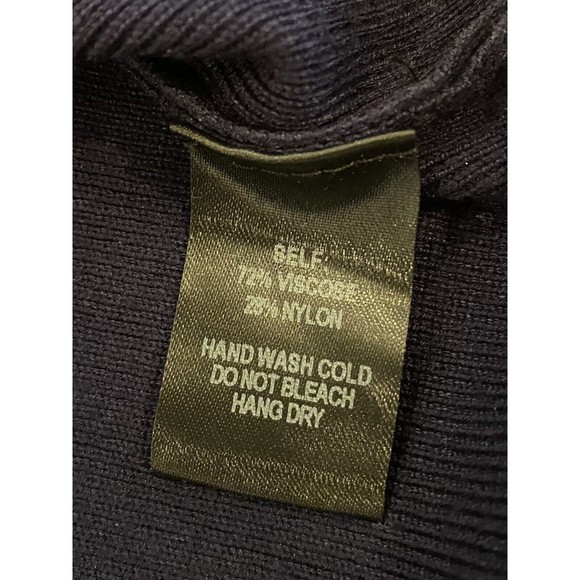 SELF:
72% VISCOSE
28% NYLON
HAND WASH COLD
DO NOT BLEACH
HANG DRY